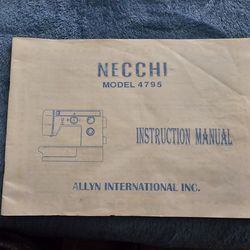 NECCHI
MODEL 4795
INSTRUCTION MANUAL
ALLYN INTERNATIONAL INC.